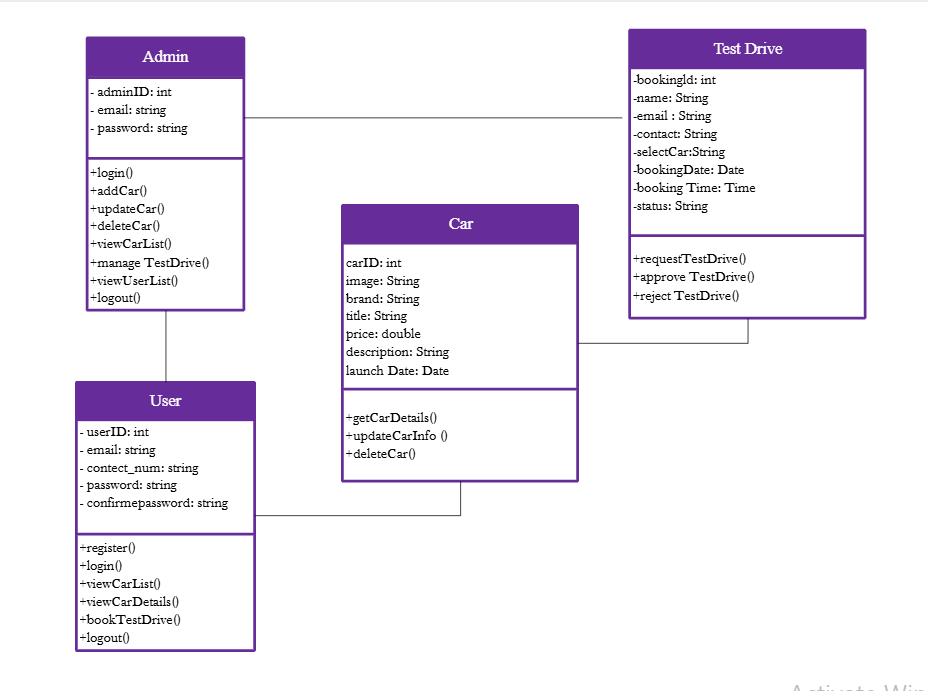 Admin
- adminID: int
- email: string
- password: string
+login()
+addCar()
+updateCar()
+deleteCar()
+viewCarList()
+manage TestDrive()
+viewUserList()
+logout()
Test Drive
-bookingld: int
-name: String
-email : String
-contact: String
-selectCar:String
-bookingDate: Date
-booking Time: Time
-status: String
+requestTestDrive()
+approve TestDrive()
+reject TestDrive()
Car
carID: int
image: String
brand: String
title: String
price: double
description: String
launch Date: Date
+getCarDetails()
+updateCarInfo ()
+deleteCar()
User
- userID: int
- email: string
- contect_num: string
- password: string
- confirmepassword: string
+register()
+login()
+viewCarList()
+viewCarDetails()
+bookTestDrive()
+logout()